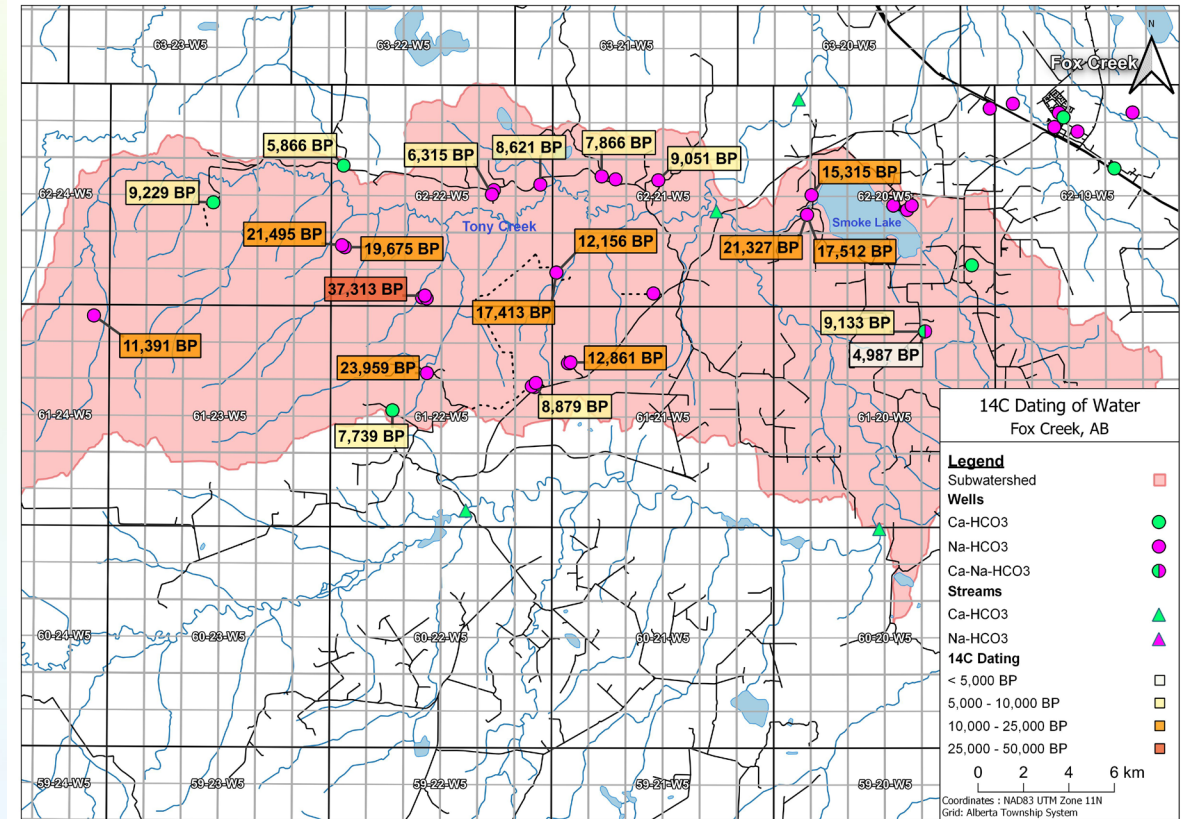 63-23-W5
63-22-W5
63-21-W5
63-20-W5
N
Fox Creek
5,866 BP
6,315 BP
8,621 BP
7,866 BP
9,051 BP
15,315 BP
62-24-W5
9,229 BP
62-22-W5
62-21-W5
62-20-W5
62-19-W5
Tony Creek
Smoke Lake
21,495 BP
19,675 BP
12,156 BP
21,327 BP
17,512 BP
37,313 BP
17,413 BP
9,133 BP
11,391 BP
4,987 BP
23,959 BP
12,861 BP
8,879 BP
61-24-W5
61-23-W5
61-22-W5
61-21-W5
61-20-W5
7,739 BP
60-24-W5
60-23-W5
60-22-W5
60-21-W5
60-20-W5
59-24-W5
59-23-W5
59-22-W5
59-21-W5
59-20-W5
14C Dating of Water
Fox Creek, AB
Legend
Subwatershed
Wells
Ca-HCO3
Na-HCO3
Ca-Na-HCO3
Streams
Ca-HCO3
Na-HCO3
14C Dating
< 5,000 BP
5,000 - 10,000 BP
10,000 - 25,000 BP
25,000 - 50,000 BP
0 2 4 6 km
Coordinates : NAD83 UTM Zone 11N
Grid: Alberta Township System